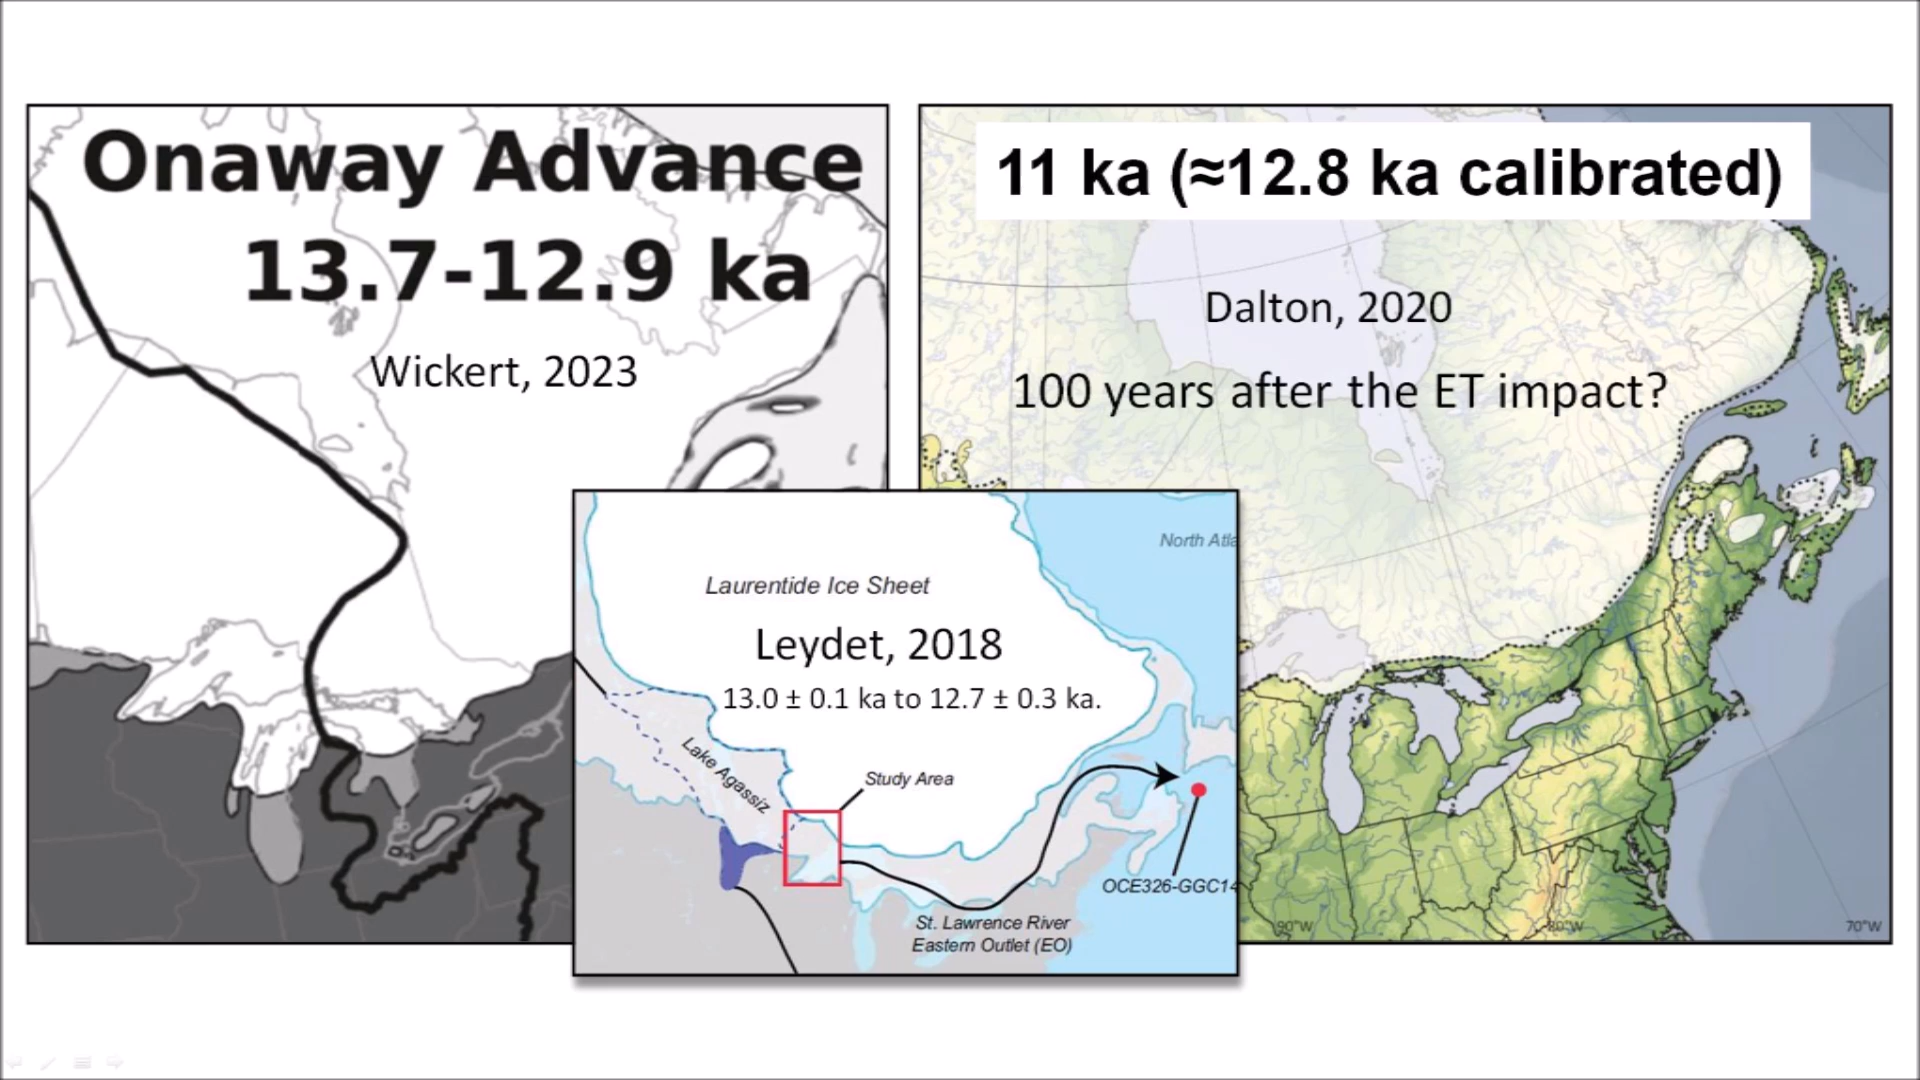 Onaway Advance
13.7-12.9 ka
Wickert, 2023
11 ka (≈12.8 ka calibrated)
Dalton, 2020
100 years after the ET impact?
North Atla
Laurentide Ice Sheet
Leydet, 2018
13.0 ± 0.1 ka to 12.7 ± 0.3 ka.
Lake Agassiz
Study Area
OCE326-GGC14
St. Lawrence River
Eastern Outlet (EO)
90°W
80°W
70°W